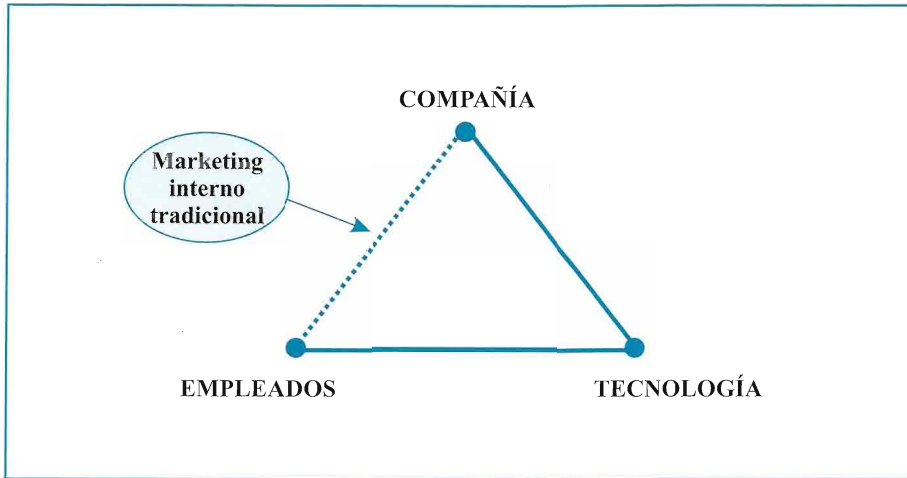 COMPAÑÍA
Marketing
interno
tradicional
EMPLEADOS
TECNOLOGÍA